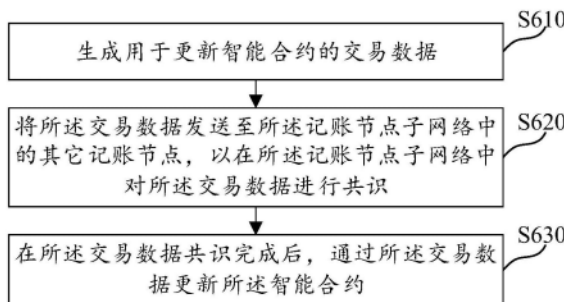 S610
生成用于更新智能合约的交易数据
S620
将所述交易数据发送至所述记账节点子网络中
的其它记账节点，以在所述记账节点子网络中
对所述交易数据进行共识
S630
在所述交易数据共识完成后，通过所述交易数
据更新所述智能合约